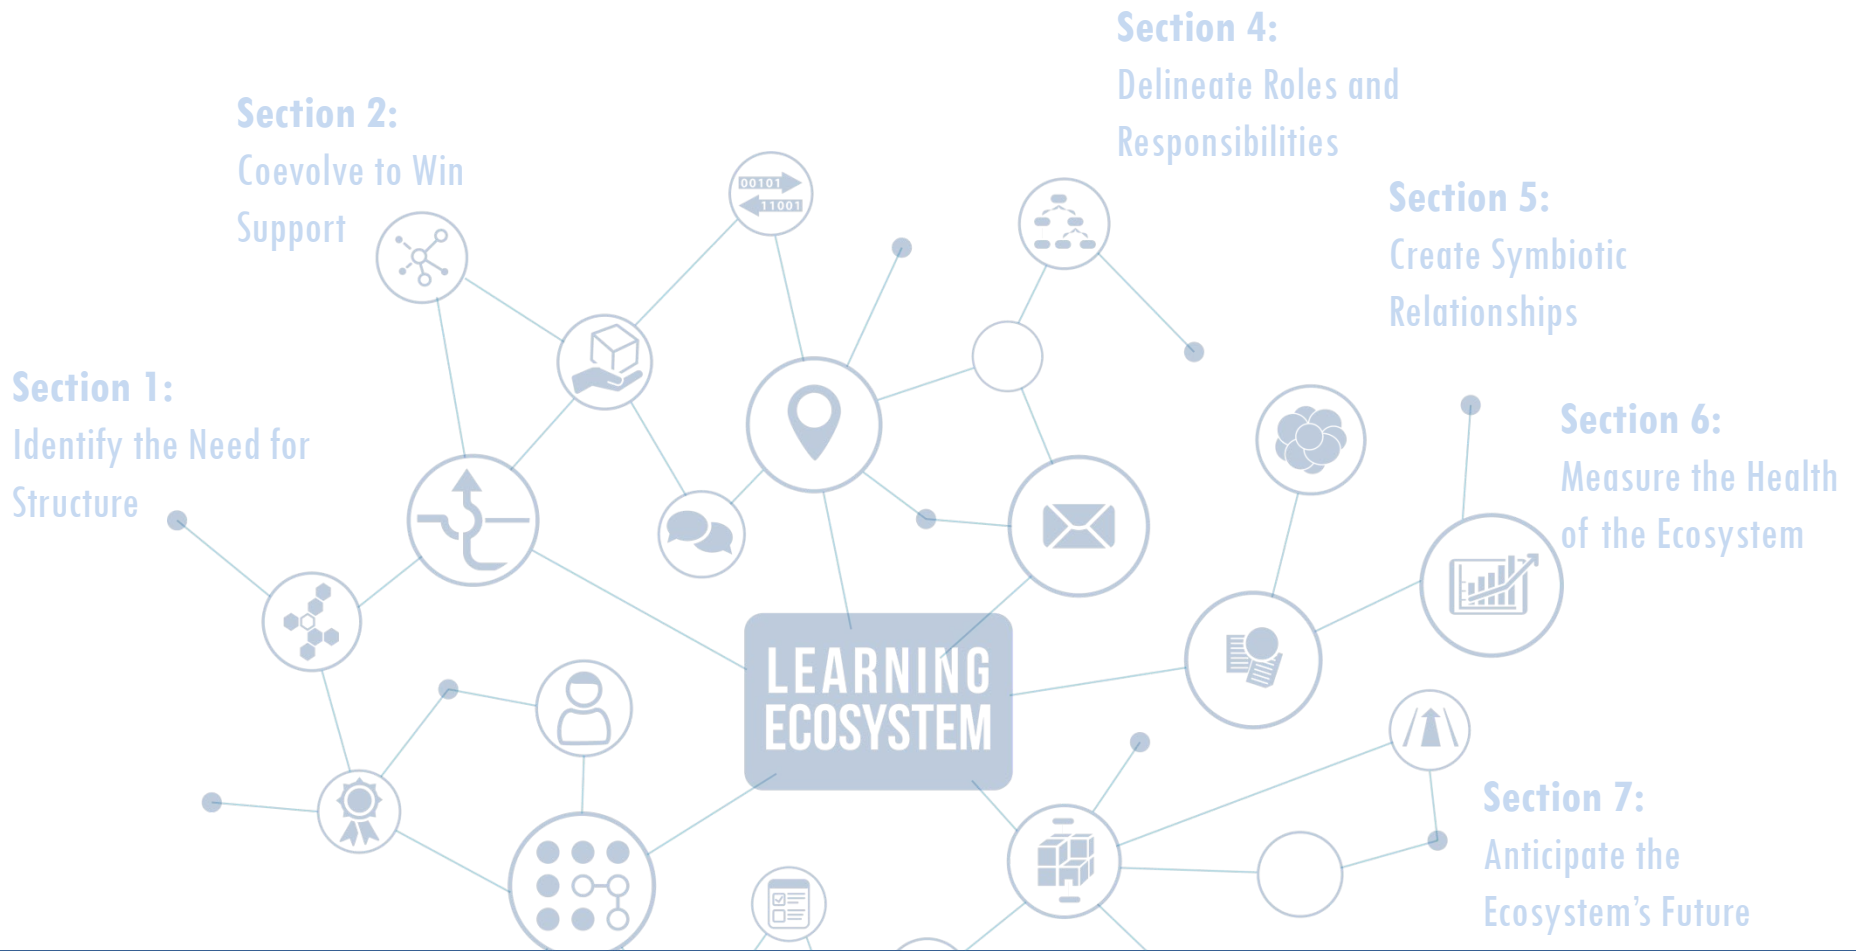 Section 1:
Identify the Need for
Structure
Section 2:
Coevolve to Win
Support
00101
11001
Section 4:
Delineate Roles and
Responsibilities
Section 5:
Create Symbiotic
Relationships
Section 6:
Measure the Health
of the Ecosystem
LEARNING
ECOSYSTEM
Section 7:
Anticipate the
Ecosystem’s Future